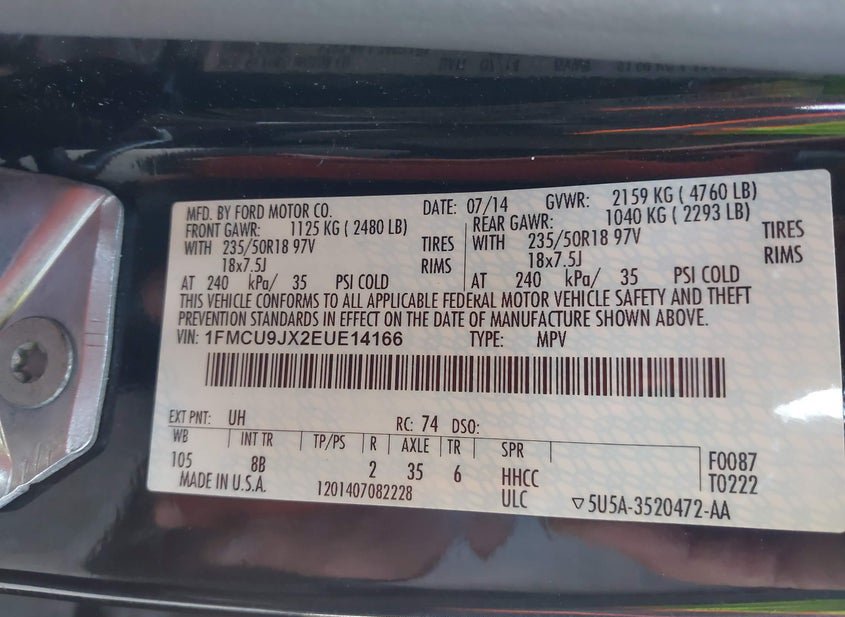 MFD. BY FORD MOTOR CO. DATE: 07/14 GVWR: 2159 KG ( 4760 LB)
FRONT GAWR: 1125 KG ( 2480 LB) REAR GAWR: 1040 KG ( 2293 LB)
WITH 235/50R18 97V TIRES WITH 235/50R18 97V TIRES
18x7.5J RIMS 18x7.5J RIMS
AT 240 kPa/ 35 PSI COLD AT 240 kPa/ 35 PSI COLD
THIS VEHICLE CONFORMS TO ALL APPLICABLE FEDERAL MOTOR VEHICLE SAFETY AND THEFT
PREVENTION STANDARDS IN EFFECT ON THE DATE OF MANUFACTURE SHOWN ABOVE.
VIN: 1FMCU9JX2EUE14166 TYPE: MPV
EXT PNT: UH RC: 74 DSO:
WB INT TR TP/PS R AXLE TR SPR
105 8B 2 35 6 HHCC F0087
MADE IN U.S.A. 1201407082228 ULC T0222
▽5U5A-3520472-AA